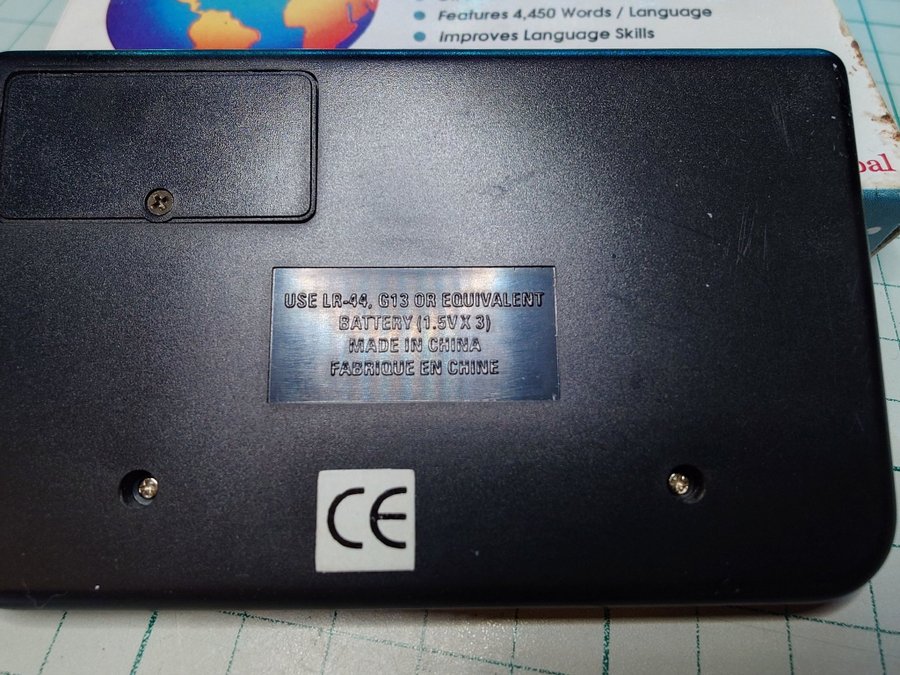 Features 4,450 Words / Language
Improves Language Skills
USE LR-44, G13 OR EQUIVALENT
BATTERY (1.5V X 3)
MADE IN CHINA
FABRIQUE EN CHINE
CE